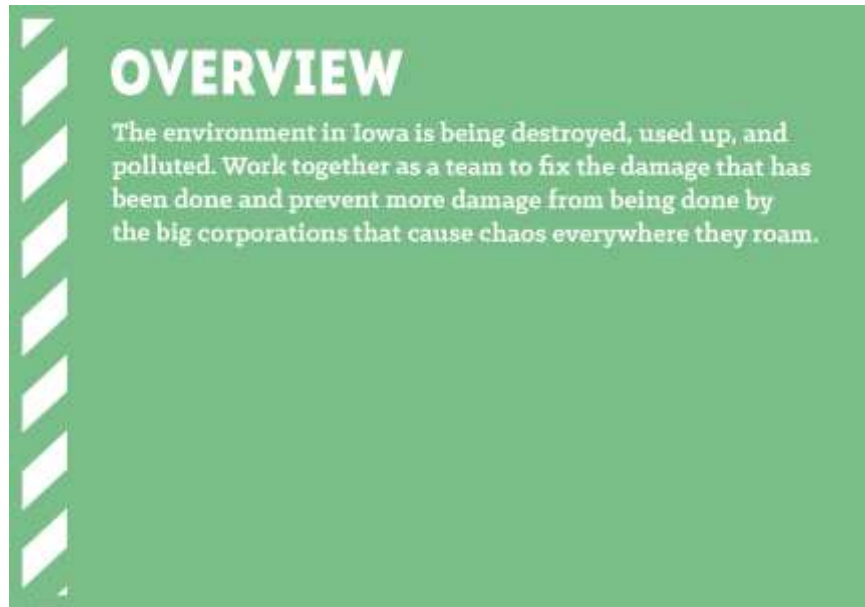 OVERVIEW
The environment in Iowa is being destroyed, used up, and
polluted. Work together as a team to fix the damage that has
been done and prevent more damage from being done by
the big corporations that cause chaos everywhere they roam.